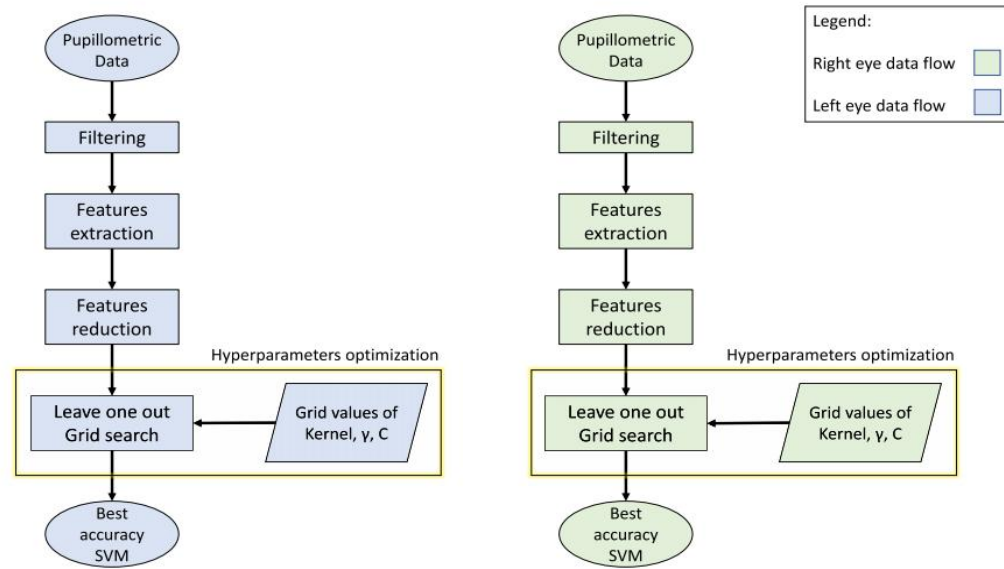 Pupillometric
Data
Filtering
Features
extraction
Features
reduction
Hyperparameters optimization
Leave one out
Grid search
Grid values of
Kernel, γ, C
Best
accuracy
SVM
Pupillometric
Data
Filtering
Features
extraction
Features
reduction
Hyperparameters optimization
Leave one out
Grid search
Grid values of
Kernel, γ, C
Best
accuracy
SVM
Legend:
Right eye data flow
Left eye data flow